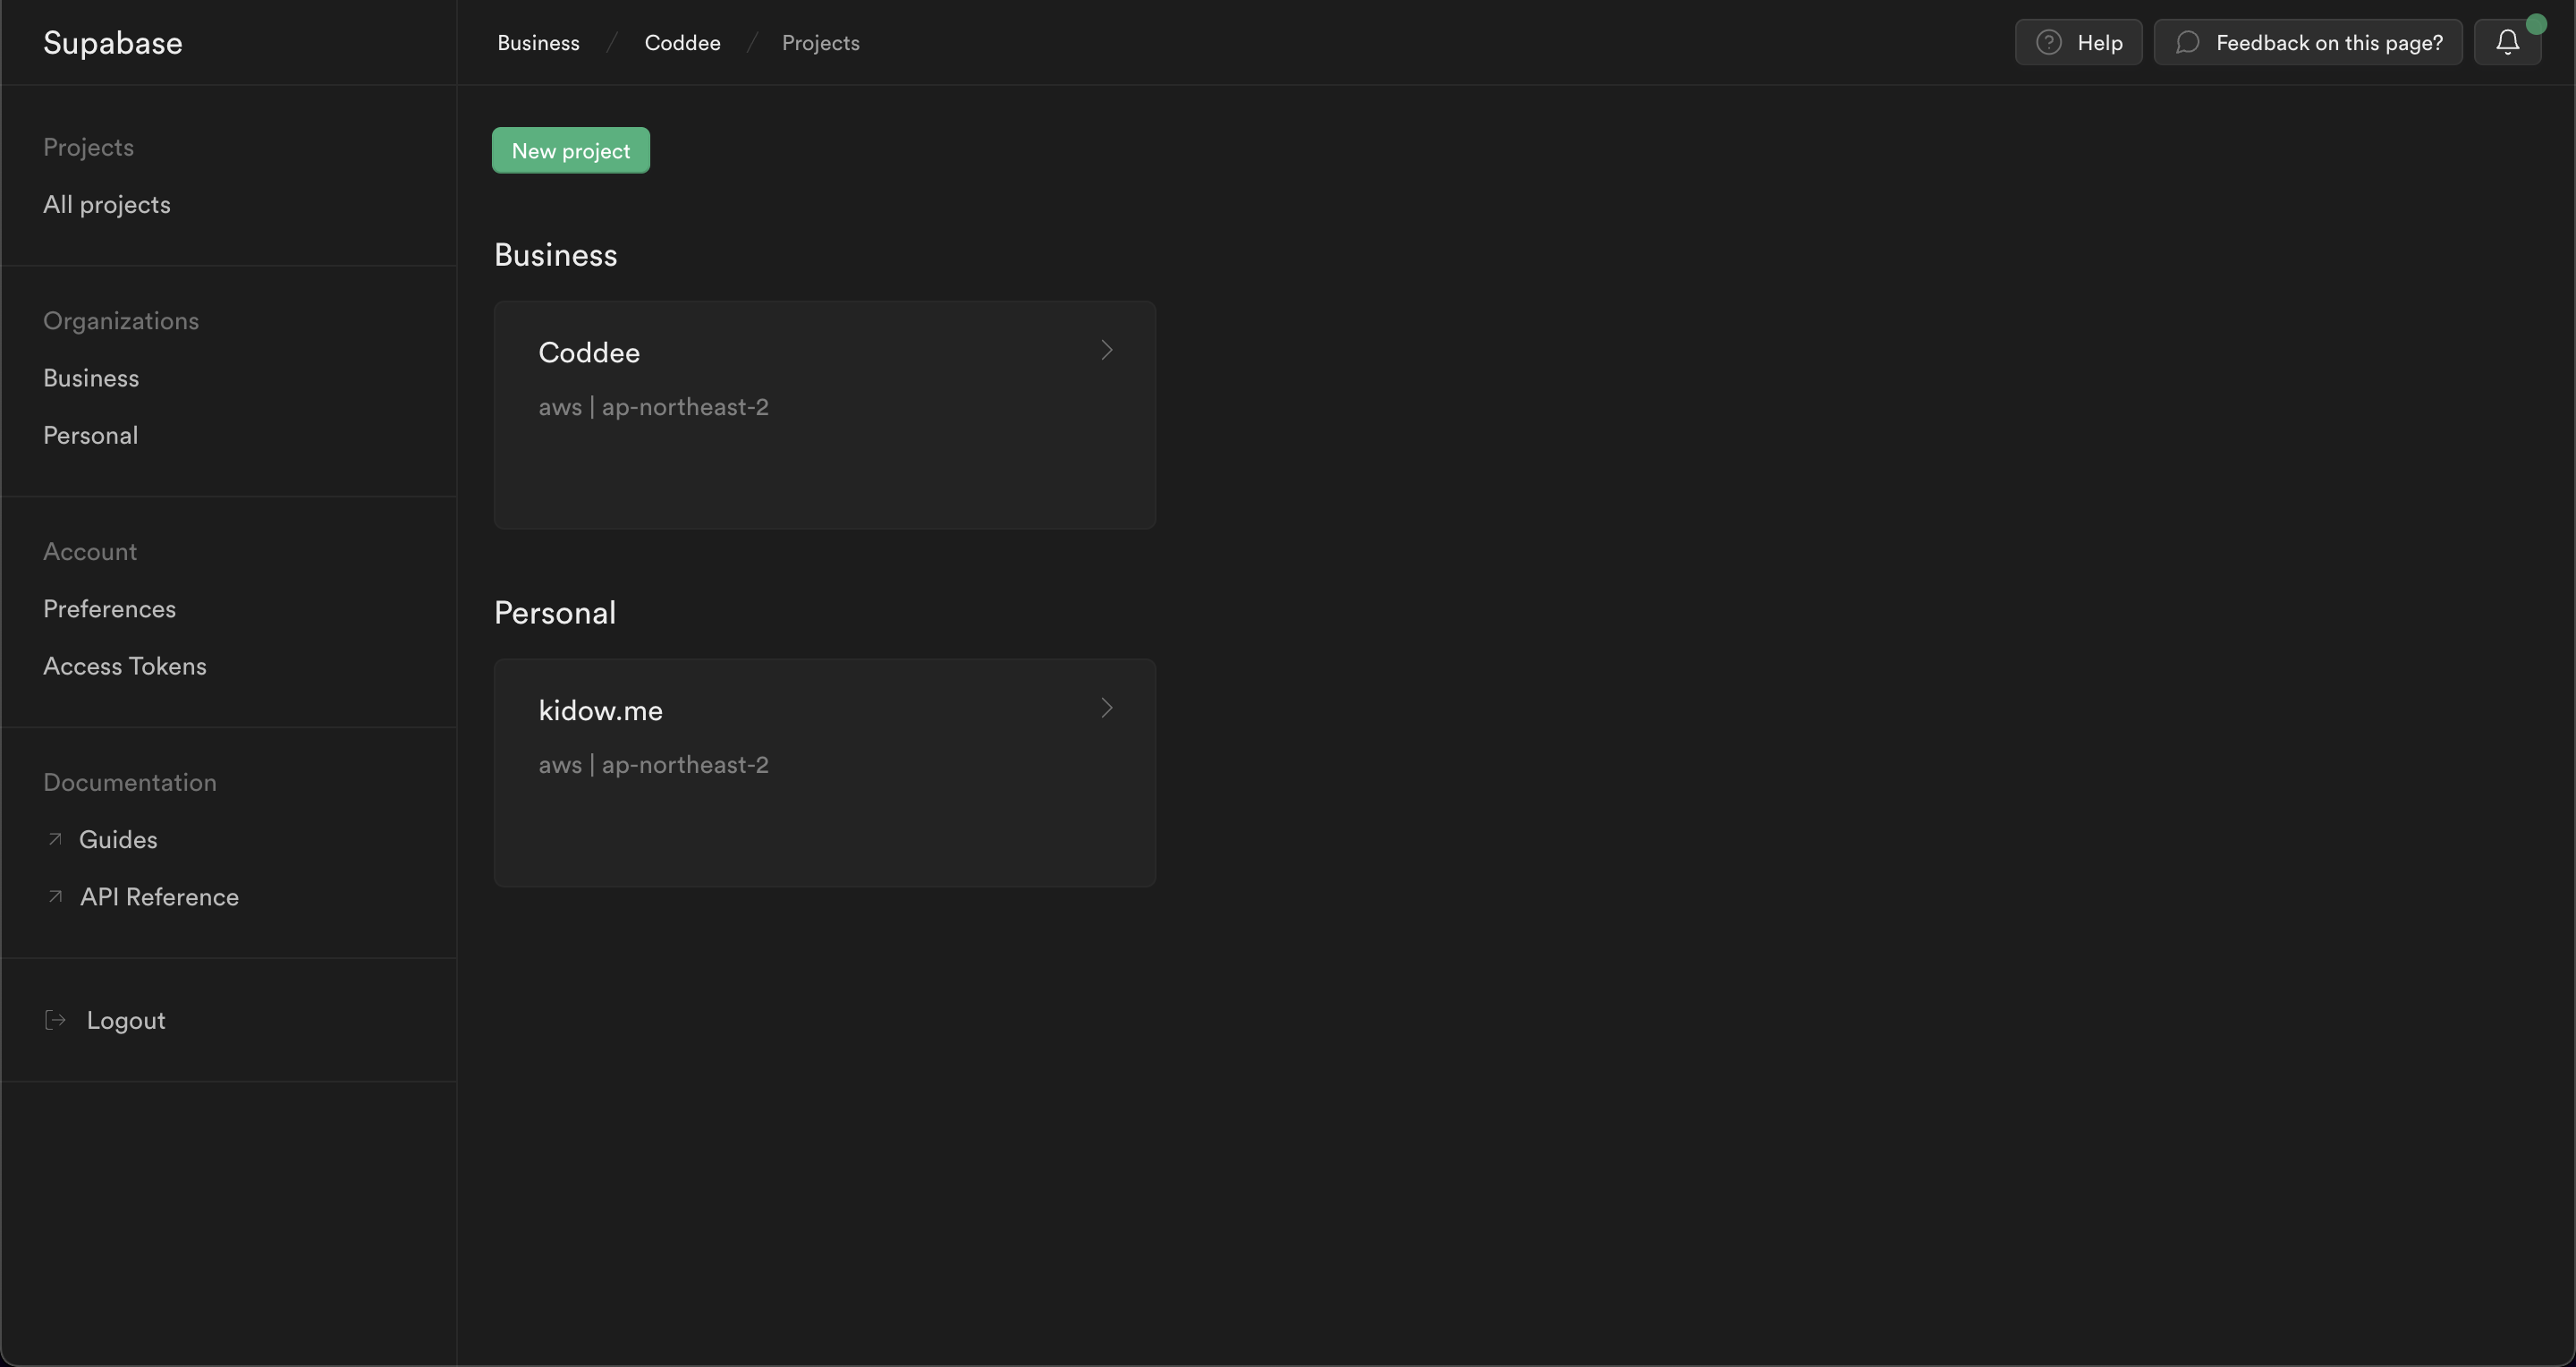 Supabase
Business / Coddee / Projects
Help
Feedback on this page?
Projects
All projects
Organizations
Business
Personal
Account
Preferences
Access Tokens
Documentation
Guides
API Reference
Logout
New project
Business
Coddee
aws | ap-northeast-2
Personal
kidow.me
aws | ap-northeast-2